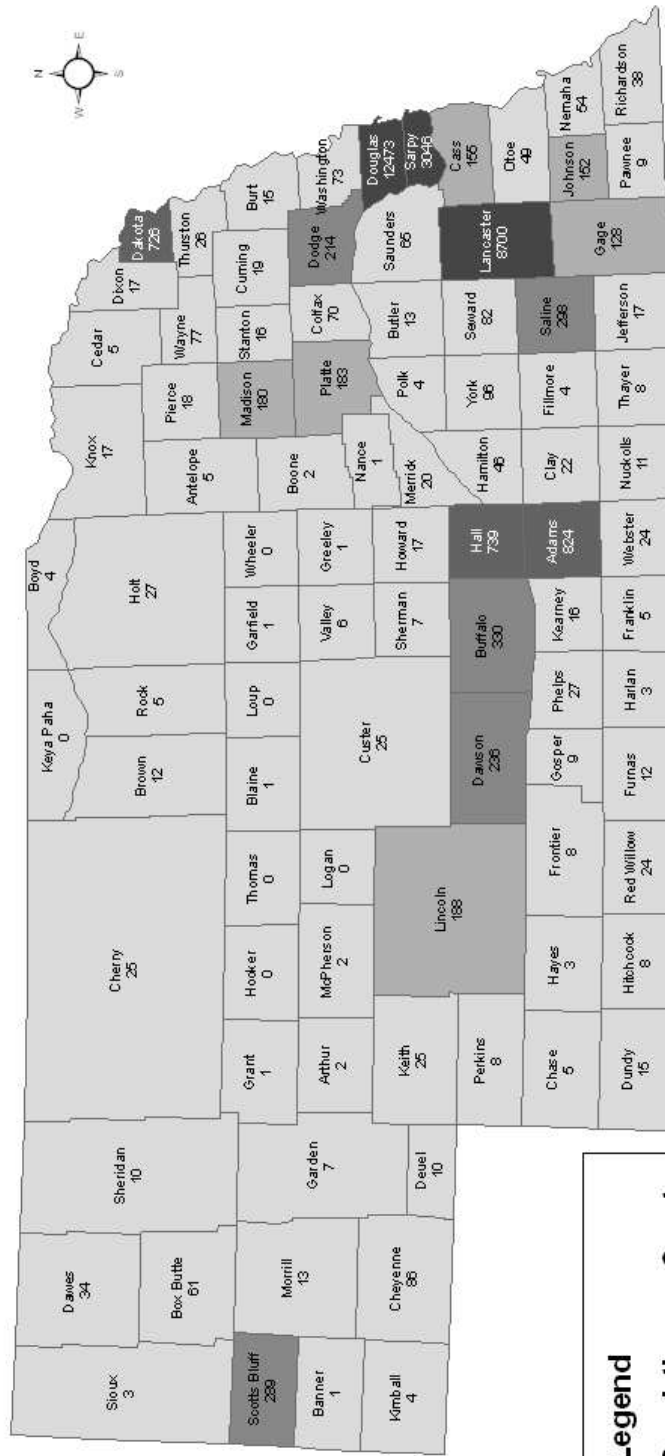 N
W
E
S
Sioux
3
Dawes
34
Box Butte
61
Sheridan
10
Scotts Bluff
289
Banner
1
Kimball
4
Morrill
13
Cheyenne
86
Garden
7
Deuel
10
Cherry
25
Grant
1
Hooker
0
Thomas
0
Arthur
2
McPherson
2
Logan
0
Keith
25
Lincoln
188
Perkins
8
Chase
5
Hayes
3
Frontier
8
Dundy
15
Hitchcock
8
Red Willow
24
Keya Paha
0
Boyd
4
Brown
12
Rock
5
Holt
27
Blaine
1
Loup
0
Garfield
1
Wheeler
0
Custer
25
Valley
6
Greeley
1
Sherman
7
Howard
17
Dawson
236
Buffalo
330
Hall
739
Gosper
9
Phelps
27
Kearney
16
Adams
824
Furnas
12
Harlan
3
Franklin
5
Webster
24
Knox
17
Cedar
5
Dixon
17
Dakota
726
Antelope
5
Pierce
18
Wayne
77
Thurston
26
Boone
2
Madison
180
Stanton
16
Cuming
19
Burt
15
Nance
1
Platte
183
Colfax
70
Dodge
214
Washington
73
Merrick
20
Polk
4
Butler
13
Saunders
65
Douglas
12473
Sarpy
3046
Hamilton
46
York
96
Seward
82
Lancaster
8700
Cass
155
Otoe
49
Clay
22
Fillmore
4
Saline
298
Johnson
152
Nemaha
54
Nuckolls
11
Thayer
8
Jefferson
17
Gage
128
Pawnee
9
Richardson
38
Legend